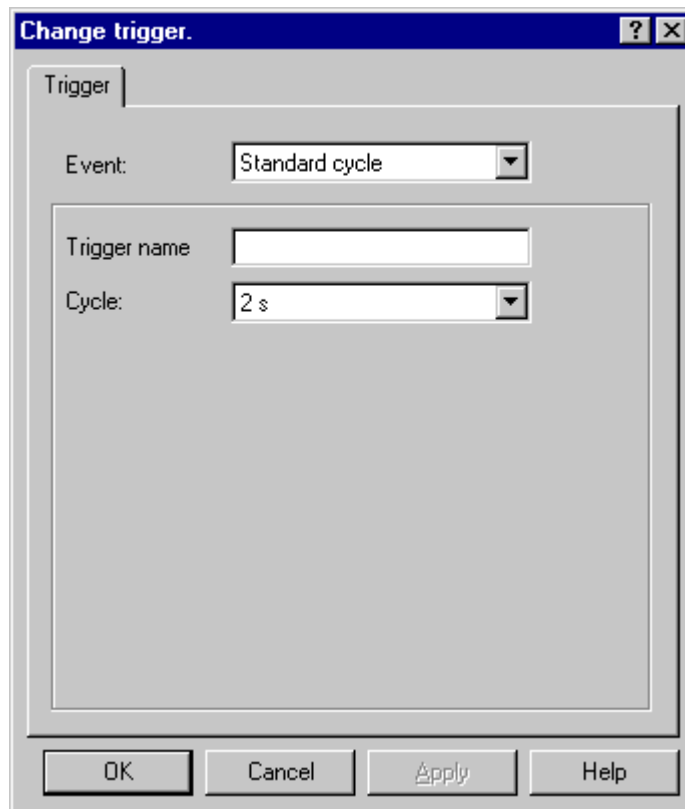 Change trigger.
Trigger
Event: Standard cycle
Trigger name
Cycle: 2 s
OK Cancel Apply Help